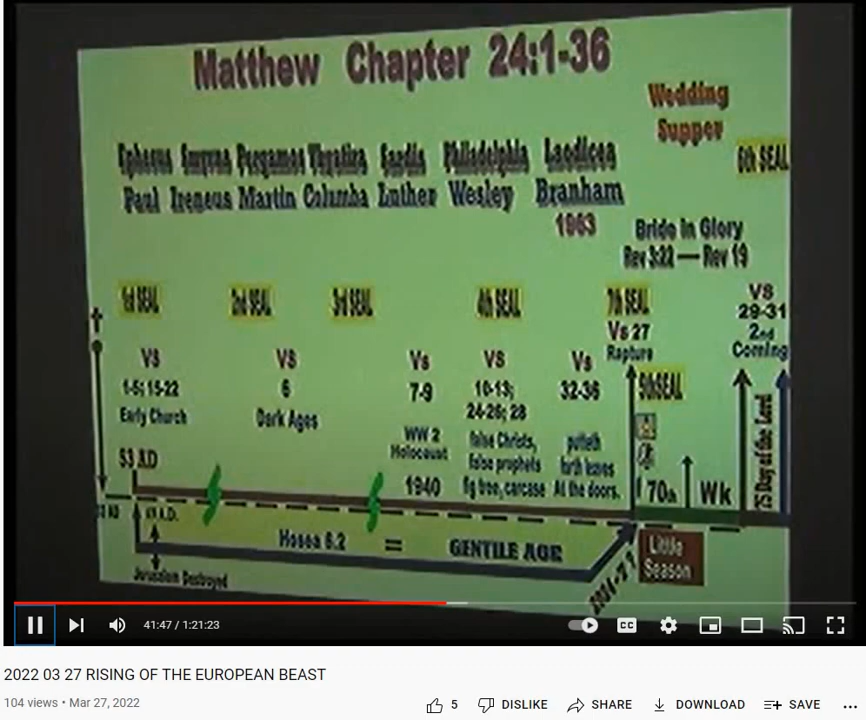 Matthew Chapter 24:1-36
Wedding
Supper
Ephesus Smyrna Pergamos Thyatira Sardis Philadelphia Laodicea
6th SEAL
Paul Ireneus Martin Columba Luther Wesley Branham
1963
Bride in Glory
Rev 3:22 — Rev 19
1st SEAL 2nd SEAL 3rd SEAL 4th SEAL 7th SEAL
Vs 27
Rapture
VS
29-31
2nd
Coming
VS VS Vs VS Vs
1-5; 15-22 6 7-9 10-13; 32-36
24-26; 28
5th SEAL
Early Church Dark Ages
WW 2
Holocaust
1940
false Christs,
false prophets
fig tree, carcase
putteth
forth leaves
At the doors.
53 AD
70th Wk
75 Day of the Lord
A.D.
Hosea 6.2 = GENTILE AGE
Little
Season
Jerusalem Destroyed
41:47 / 1:21:23
CC
2022 03 27 RISING OF THE EUROPEAN BEAST
104 views • Mar 27, 2022
5 DISLIKE SHARE DOWNLOAD SAVE